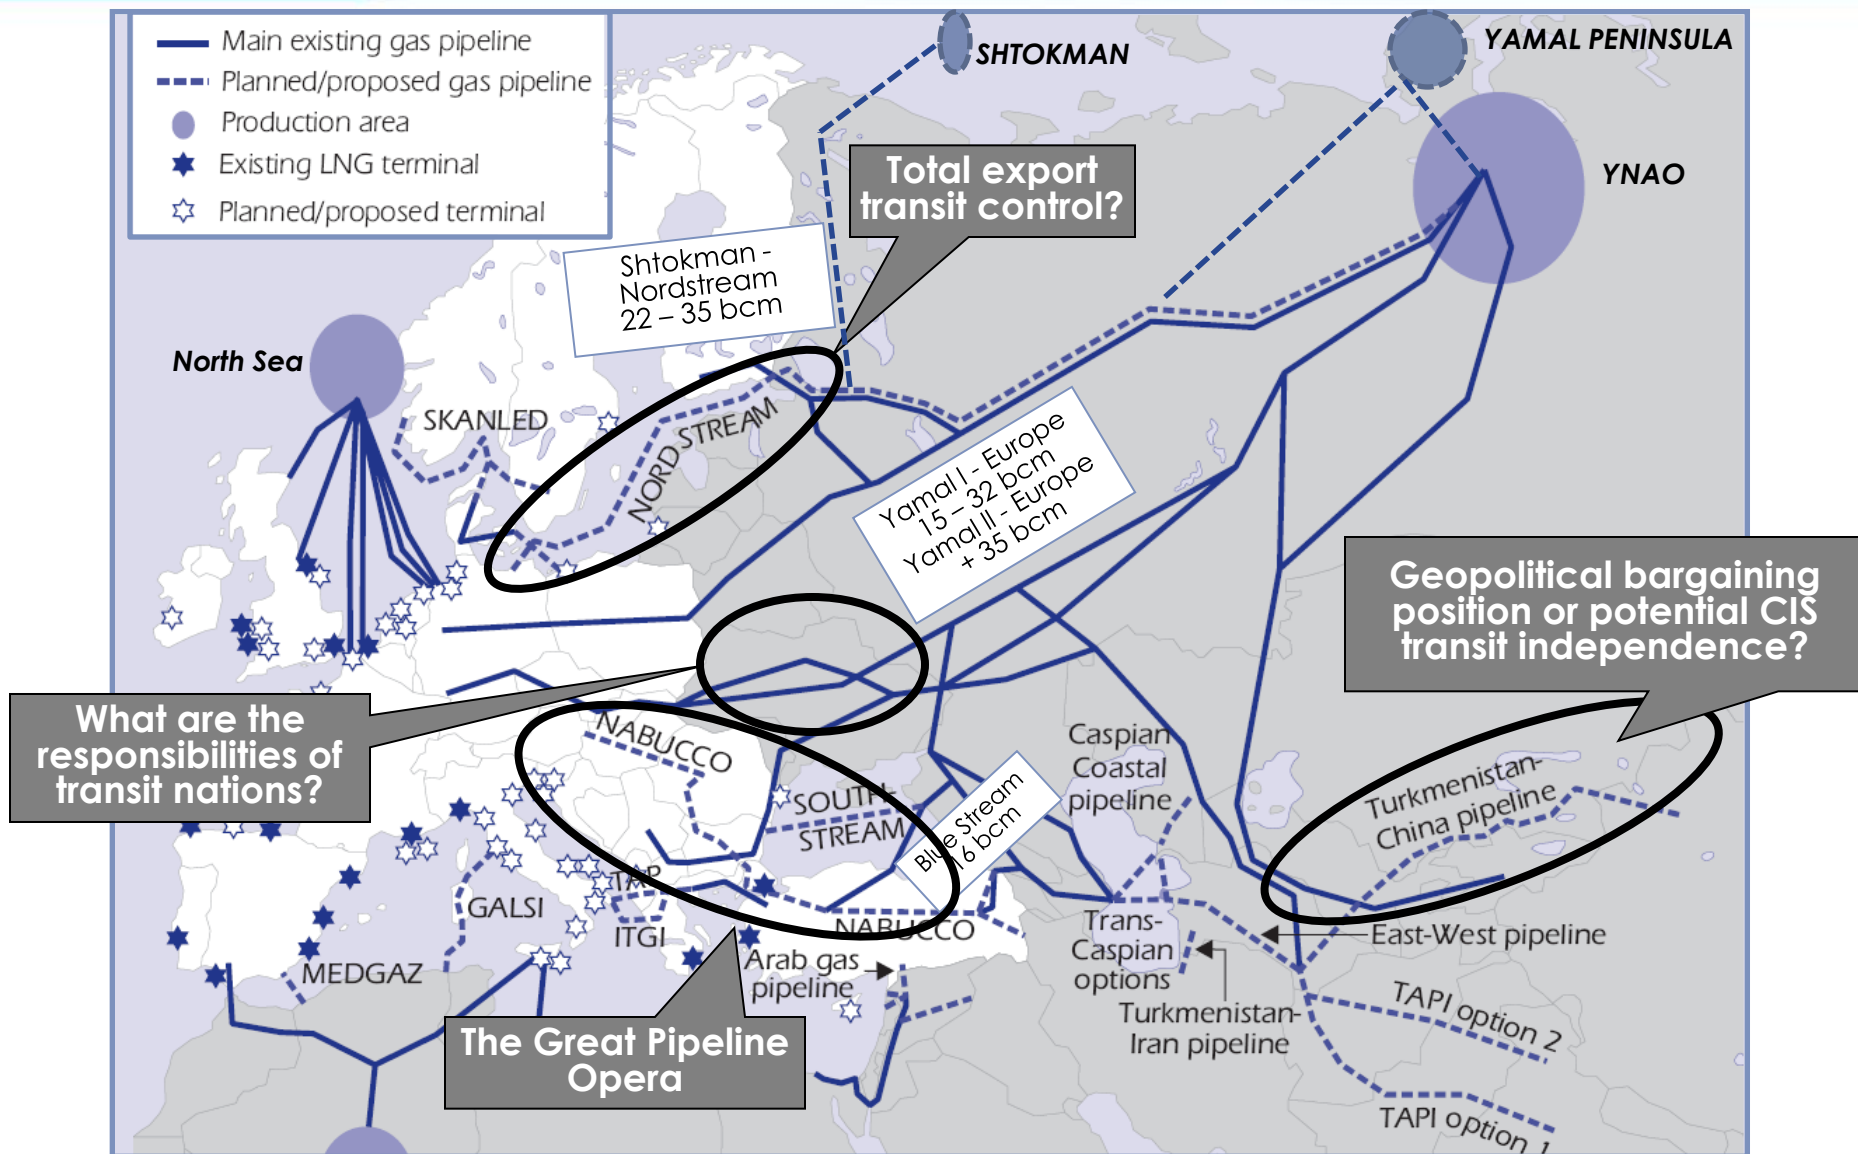 Main existing gas pipeline
Planned/proposed gas pipeline
Production area
Existing LNG terminal
Planned/proposed terminal
SHTOKMAN
YAMAL PENINSULA
YNAO
Total export
transit control?
Shtokman -
Nordstream
22 – 35 bcm
North Sea
SKANLED
NORD STREAM
Yamal I - Europe
15 – 32 bcm
Yamal II - Europe
+ 35 bcm
Geopolitical bargaining
position or potential CIS
transit independence?
What are the
responsibilities of
transit nations?
NABUCCO
SOUTH-
STREAM
Blue Stream
16 bcm
Caspian
Coastal
pipeline
Turkmenistan-
China pipeline
TAP
GALSI
ITGI
NABUCCO
MEDGAZ
Arab gas
pipeline
Trans-
Caspian
options
East-West pipeline
Turkmenistan-
Iran pipeline
TAPI option 2
TAPI option 1
The Great Pipeline
Opera